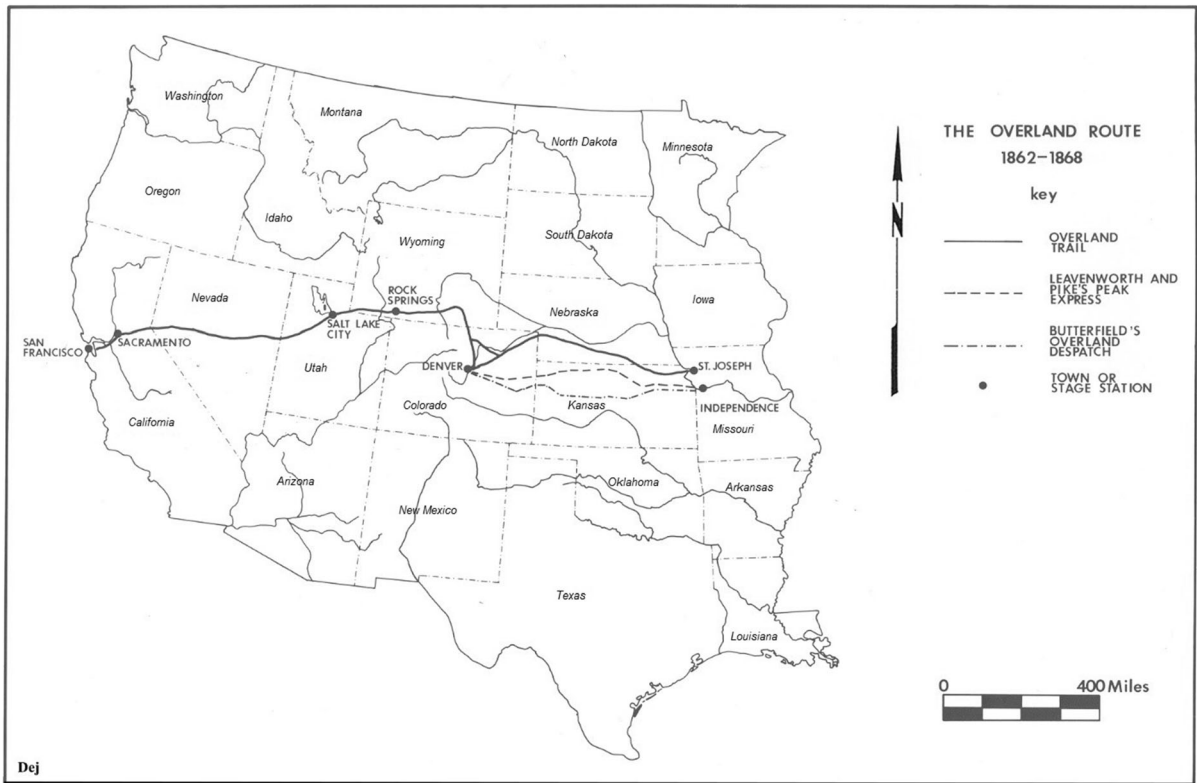 Washington
Montana
North Dakota
Minnesota
Oregon
Idaho
Wyoming
South Dakota
Nevada
ROCK
SPRINGS
Nebraska
Iowa
SALT LAKE
CITY
SAN
FRANCISCO
SACRAMENTO
Utah
DENVER
ST. JOSEPH
Colorado
Kansas
INDEPENDENCE
California
Missouri
Arizona
Oklahoma
Arkansas
New Mexico
Texas
Louisiana
THE OVERLAND ROUTE
1862–1868
key
N
OVERLAND
TRAIL
LEAVENWORTH AND
PIKE'S PEAK
EXPRESS
BUTTERFIELD'S
OVERLAND
DESPATCH
TOWN OR
STAGE STATION
0 400 Miles
Dej